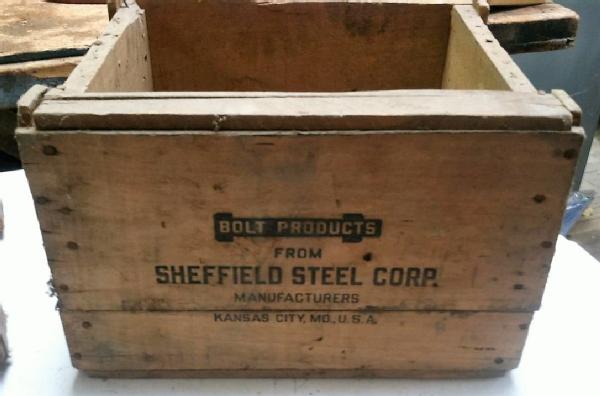 BOLT PRODUCTS
FROM
SHEFFIELD STEEL CORP.
MANUFACTURERS
KANSAS CITY, MO., U.S.A.